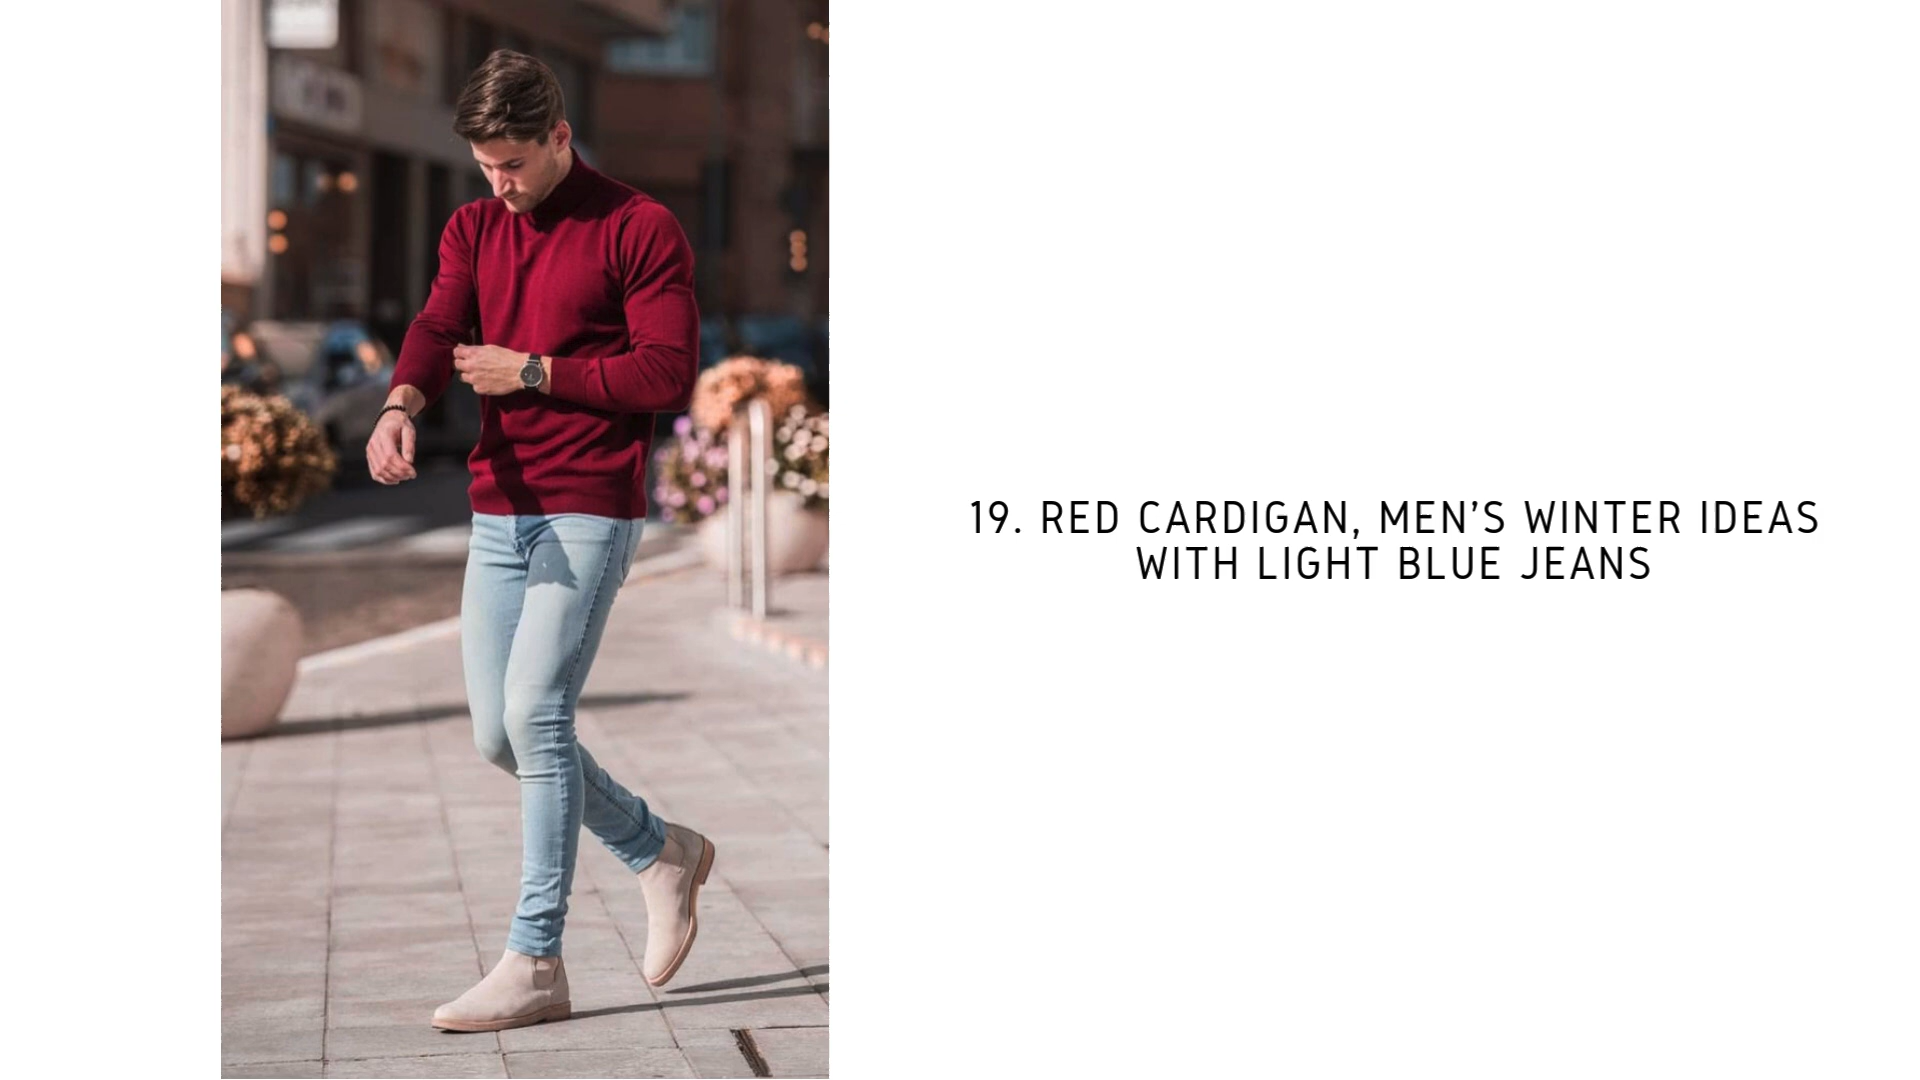 19. RED CARDIGAN, MEN’S WINTER IDEAS
WITH LIGHT BLUE JEANS